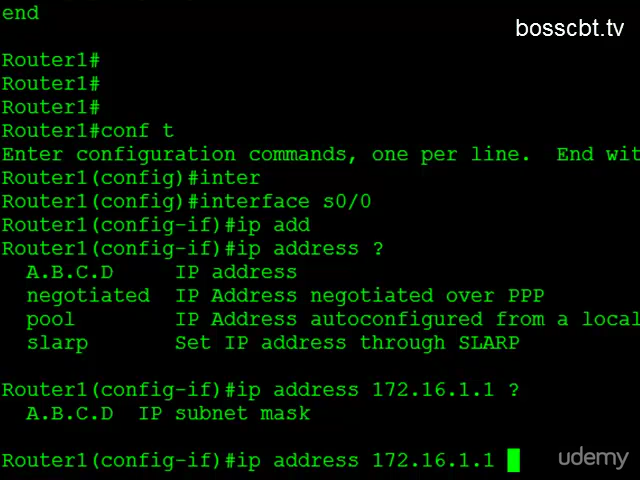 end
bosscbt.tv
Router1#
Router1#
Router1#
Router1#conf t
Enter configuration commands, one per line.  End wit
Router1(config)#inter
Router1(config)#interface s0/0
Router1(config-if)#ip add
Router1(config-if)#ip address ?
  A.B.C.D     IP address
  negotiated  IP Address negotiated over PPP
  pool        IP Address autoconfigured from a local
  slarp       Set IP address through SLARP
Router1(config-if)#ip address 172.16.1.1 ?
  A.B.C.D  IP subnet mask
Router1(config-if)#ip address 172.16.1.1
udemy